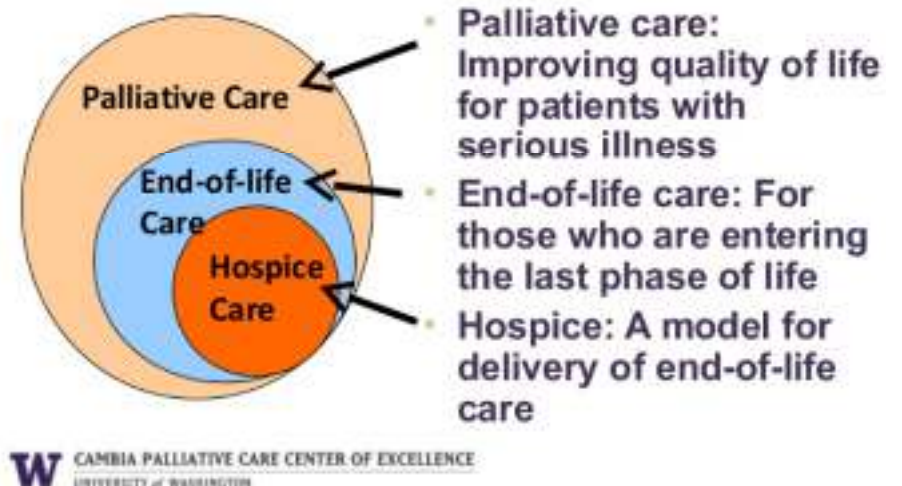 Palliative Care
End-of-life
Care
Hospice
Care
• Palliative care:
Improving quality of life
for patients with
serious illness
• End-of-life care: For
those who are entering
the last phase of life
• Hospice: A model for
delivery of end-of-life
care
W CAMBIA PALLIATIVE CARE CENTER OF EXCELLENCE
UNIVERSITY of WASHINGTON